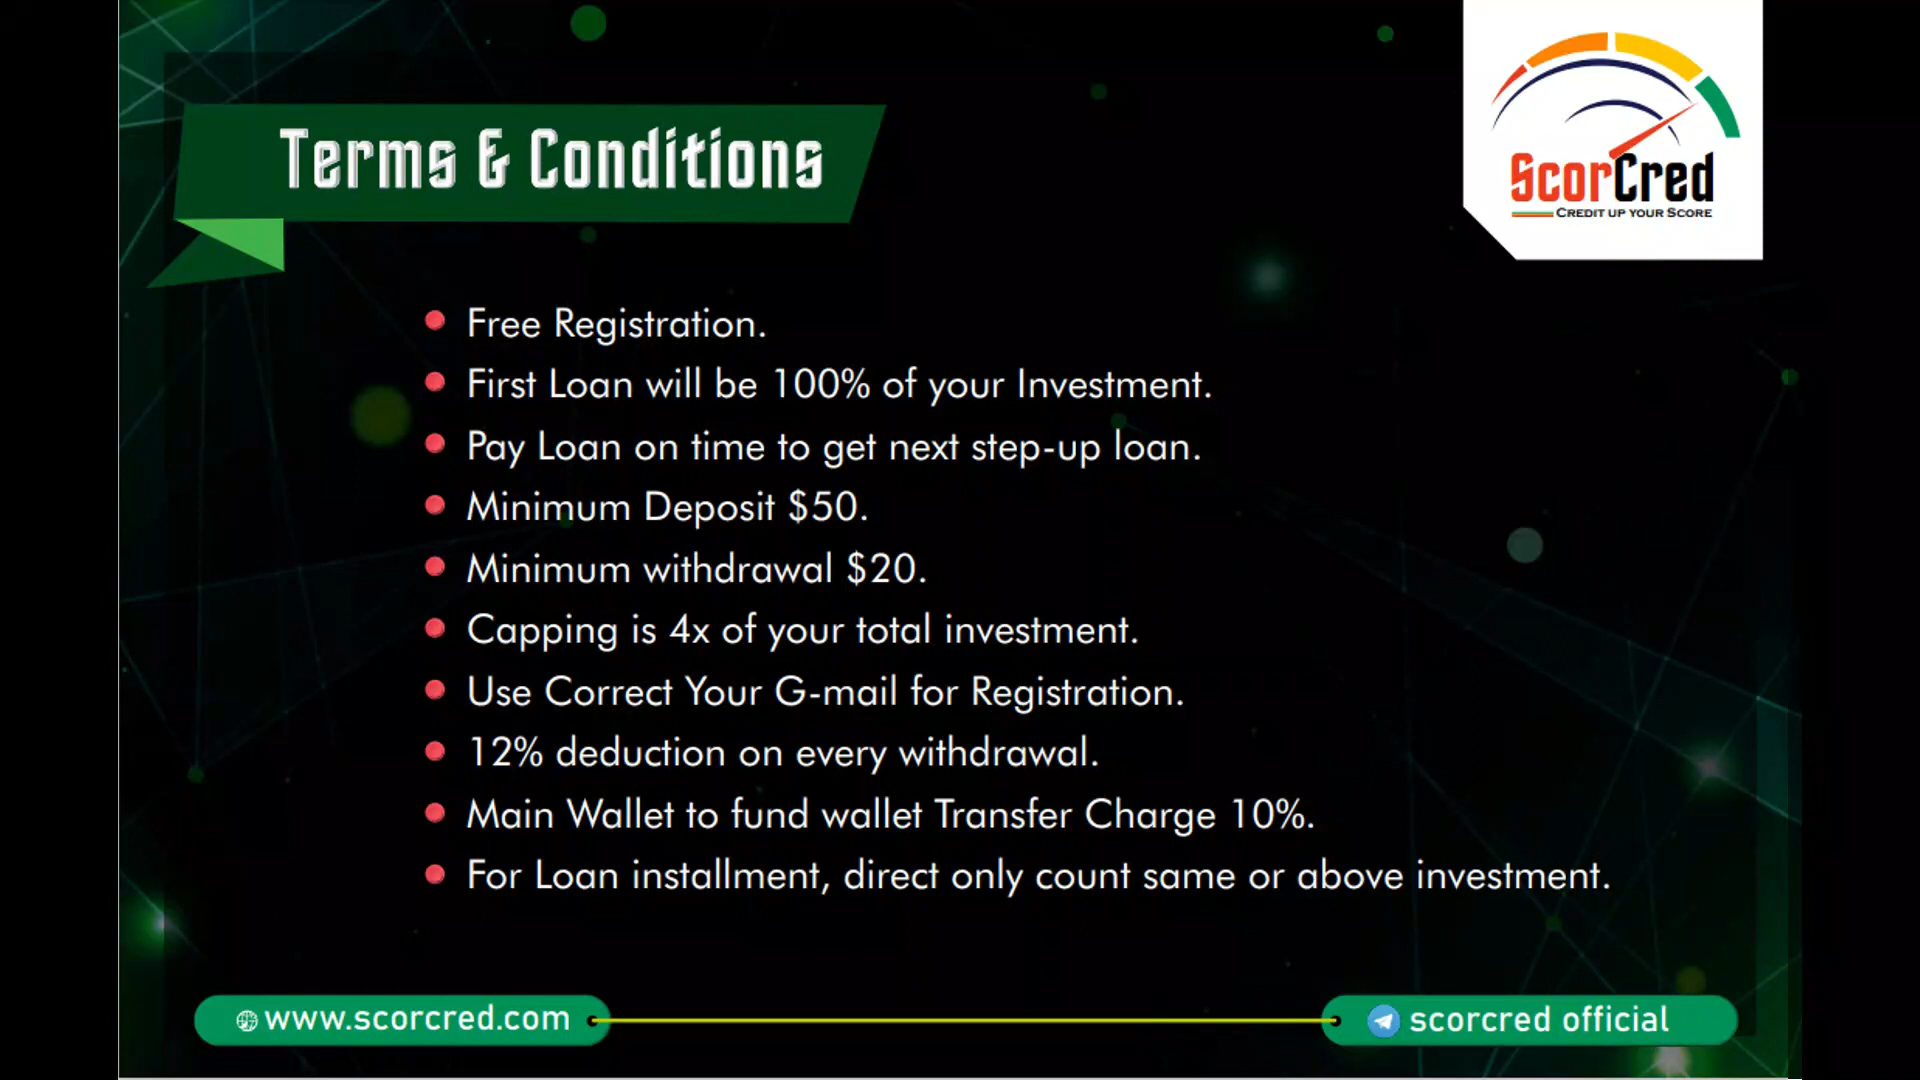 Terms & Conditions
ScorCred
CREDIT UP YOUR SCORE
Free Registration.
First Loan will be 100% of your Investment.
Pay Loan on time to get next step-up loan.
Minimum Deposit $50.
Minimum withdrawal $20.
Capping is 4x of your total investment.
Use Correct Your G-mail for Registration.
12% deduction on every withdrawal.
Main Wallet to fund wallet Transfer Charge 10%.
For Loan installment, direct only count same or above investment.
www.scorcred.com
scorcred official